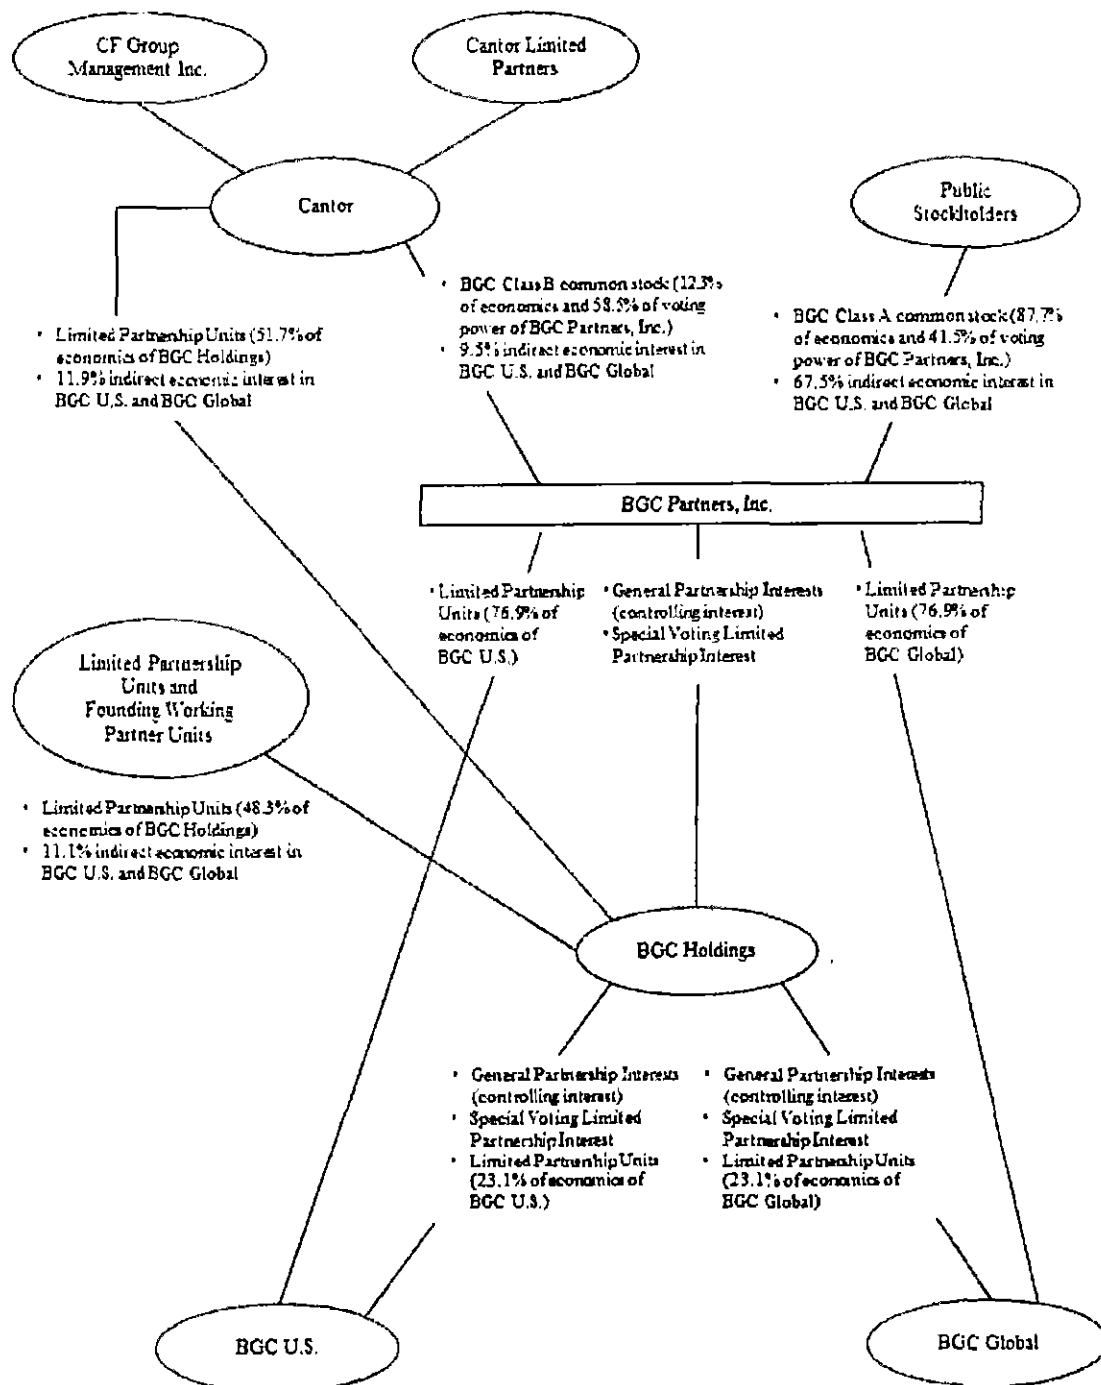 CF Group
Management Inc.
Cantor Limited
Partners
Cantor
Public
Stockholders
• BGC Class B common stock (12.3%
of economics and 58.5% of voting
power of BGC Partners, Inc.)
• 9.5% indirect economic interest in
BGC U.S. and BGC Global
• BGC Class A common stock (87.7%
of economics and 41.5% of voting
power of BGC Partners, Inc.)
• 67.5% indirect economic interest in
BGC U.S. and BGC Global
• Limited Partnership Units (51.7% of
economics of BGC Holdings)
• 11.9% indirect economic interest in
BGC U.S. and BGC Global
BGC Partners, Inc.
• Limited Partnership
Units (76.9% of
economics of
BGC U.S.)
• General Partnership Interests
(controlling interest)
• Special Voting Limited
Partnership Interest
• Limited Partnership
Units (76.9% of
economics of
BGC Global)
Limited Partnership
Units and
Founding Working
Partner Units
• Limited Partnership Units (48.3% of
economics of BGC Holdings)
• 11.1% indirect economic interest in
BGC U.S. and BGC Global
BGC Holdings
• General Partnership Interests
(controlling interest)
• Special Voting Limited
Partnership Interest
• Limited Partnership Units
(23.1% of economics of
BGC U.S.)
• General Partnership Interests
(controlling interest)
• Special Voting Limited
Partnership Interest
• Limited Partnership Units
(23.1% of economics of
BGC Global)
BGC U.S.
BGC Global